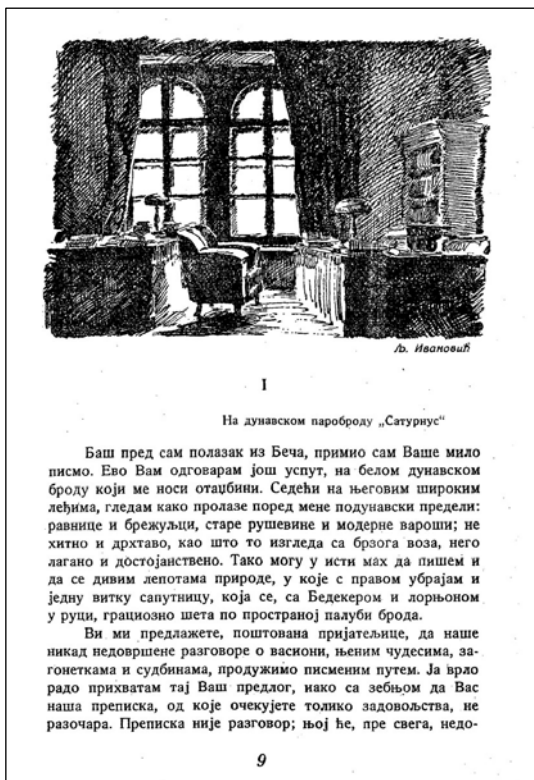 Љ. Ивановић
I
На дунавском пароброду „Сатурнус“
Баш пред сам полазак из Беча, примио сам Ваше мило
писмо. Ево Вам одговарам још успут, на белом дунавском
броду који ме носи отаџбини. Седећи на његовим широким
леђима, гледам како пролазе поред мене подунавски предели:
равнице и брежуљци, старе рушевине и модерне вароши; не
хитно и дрхтаво, као што то изгледа са брзога воза, него
лагано и достојанствено. Тако могу у исти мах да пишем и
да се дивим лепотама природе, у које с правом убрајам и
једну витку сапутницу, која се, са Бедекером и лорњоном
у руци, грациозно шета по пространој палуби брода.
Ви ми предлажете, поштована пријатељице, да наше
никад недовршене разговоре о васиони, њеним чудесима, за-
гонеткама и судбинама, продужимо писменим путем. Ја врло
радо прихватам тај Ваш предлог, иако са зебњом да Вас
наша преписка, од које очекујете толико задовољства, не
разочара. Преписка није разговор; њој ће, пре свега, недо-
9